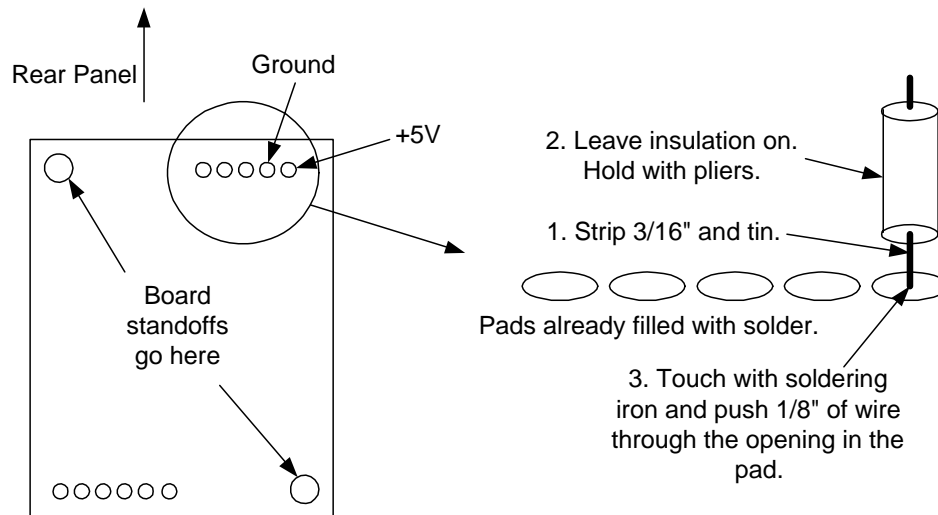 Rear Panel
Ground
+5V
Board
standoffs
go here
2. Leave insulation on.
Hold with pliers.
1. Strip 3/16" and tin.
Pads already filled with solder.
3. Touch with soldering
iron and push 1/8" of wire
through the opening in the
pad.